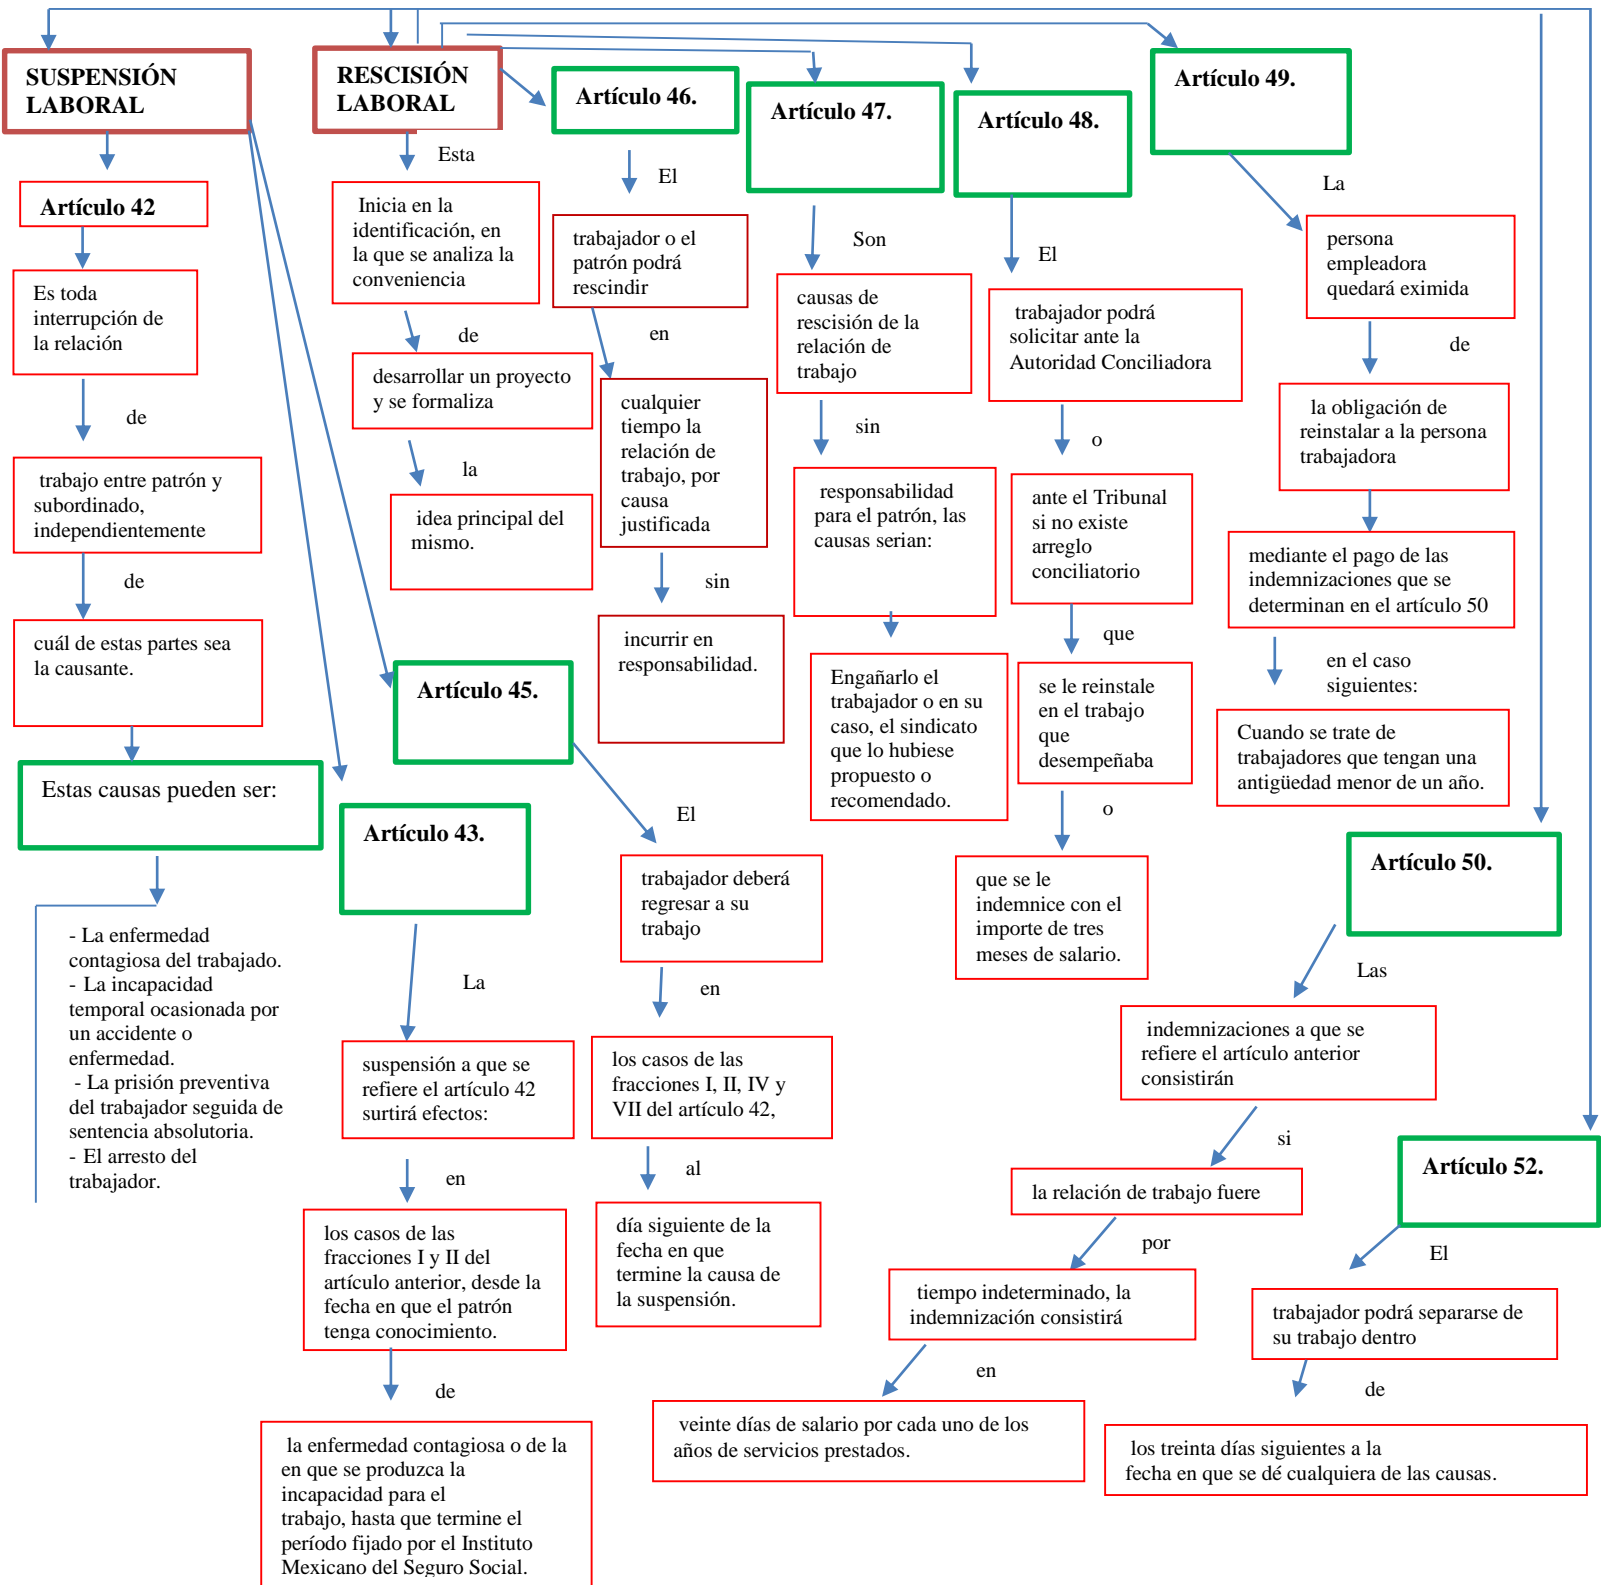 SUSPENSIÓN
LABORAL
Artículo 42
Es toda
interrupción de
la relación
de
trabajo entre patrón y
subordinado,
independientemente
de
cuál de estas partes sea
la causante.
Estas causas pueden ser:
- La enfermedad
contagiosa del trabajado.
- La incapacidad
temporal ocasionada por
un accidente o
enfermedad.
- La prisión preventiva
del trabajador seguida de
sentencia absolutoria.
- El arresto del
trabajador.
Artículo 43.
La
suspensión a que se
refiere el artículo 42
surtirá efectos:
en
los casos de las
fracciones I y II del
artículo anterior, desde la
fecha en que el patrón
tenga conocimiento.
de
la enfermedad contagiosa o de la
en que se produzca la
incapacidad para el
trabajo, hasta que termine el
período fijado por el Instituto
Mexicano del Seguro Social.
Artículo 45.
El
trabajador deberá
regresar a su
trabajo
en
los casos de las
fracciones I, II, IV y
VII del artículo 42,
al
día siguiente de la
fecha en que
termine la causa de
la suspensión.
RESCISIÓN
LABORAL
Esta
Inicia en la
identificación, en
la que se analiza la
conveniencia
de
desarrollar un proyecto
y se formaliza
la
idea principal del
mismo.
Artículo 46.
El
trabajador o el
patrón podrá
rescindir
en
cualquier
tiempo la
relación de
trabajo, por
causa
justificada
sin
incurrir en
responsabilidad.
Artículo 47.
Son
causas de
rescisión de la
relación de
trabajo
sin
responsabilidad
para el patrón, las
causas serian:
Engañarlo el
trabajador o en su
caso, el sindicato
que lo hubiese
propuesto o
recomendado.
Artículo 48.
El
trabajador podrá
solicitar ante la
Autoridad Conciliadora
o
ante el Tribunal
si no existe
arreglo
conciliatorio
que
se le reinstale
en el trabajo
que
desempeñaba
o
que se le
indemnice con el
importe de tres
meses de salario.
Artículo 49.
La
persona
empleadora
quedará eximida
de
la obligación de
reinstalar a la persona
trabajadora
mediante el pago de las
indemnizaciones que se
determinan en el artículo 50
en el caso
siguientes:
Cuando se trate de
trabajadores que tengan una
antigüedad menor de un año.
Artículo 50.
Las
indemnizaciones a que se
refiere el artículo anterior
consistirán
si
la relación de trabajo fuere
por
tiempo indeterminado, la
indemnización consistirá
en
veinte días de salario por cada uno de los
años de servicios prestados.
Artículo 52.
El
trabajador podrá separarse de
su trabajo dentro
de
los treinta días siguientes a la
fecha en que se dé cualquiera de las causas.